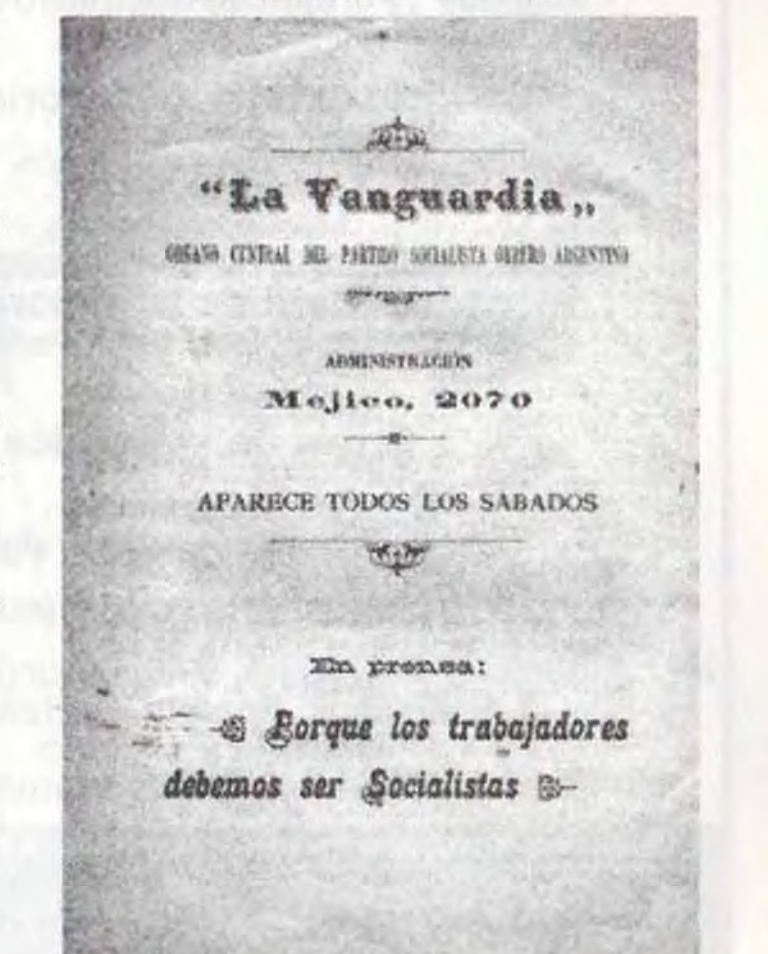 “La Vanguardia„
ORGANO CENTRAL DEL PARTIDO SOCIALISTA OBRERO ARGENTINO
ADMINISTRACIÓN
Mejico, 2070
APARECE TODOS LOS SABADOS
En prensa:
Porque los trabajadores
debemos ser Socialistas